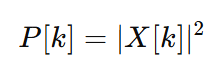 P[k] = |X[k]|²